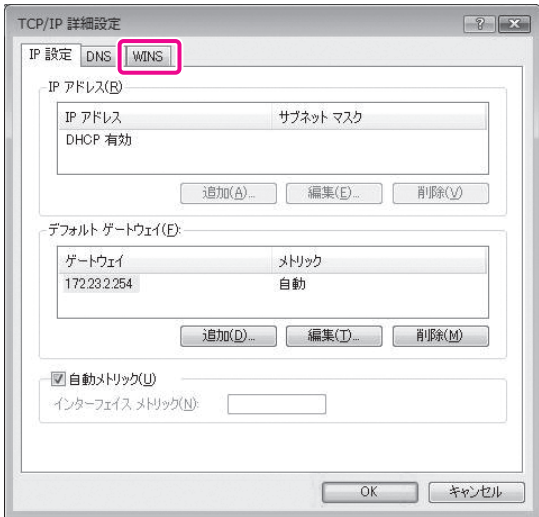 TCP/IP 詳細設定
IP 設定 DNS WINS
IP アドレス(R)
IP アドレス サブネット マスク
DHCP 有効
追加(A)... 編集(E)... 削除(V)
デフォルト ゲートウェイ(F):
ゲートウェイ メトリック
172.23.2.254 自動
追加(D)... 編集(T)... 削除(M)
自動メトリック(U)
インターフェイス メトリック(N):
OK キャンセル